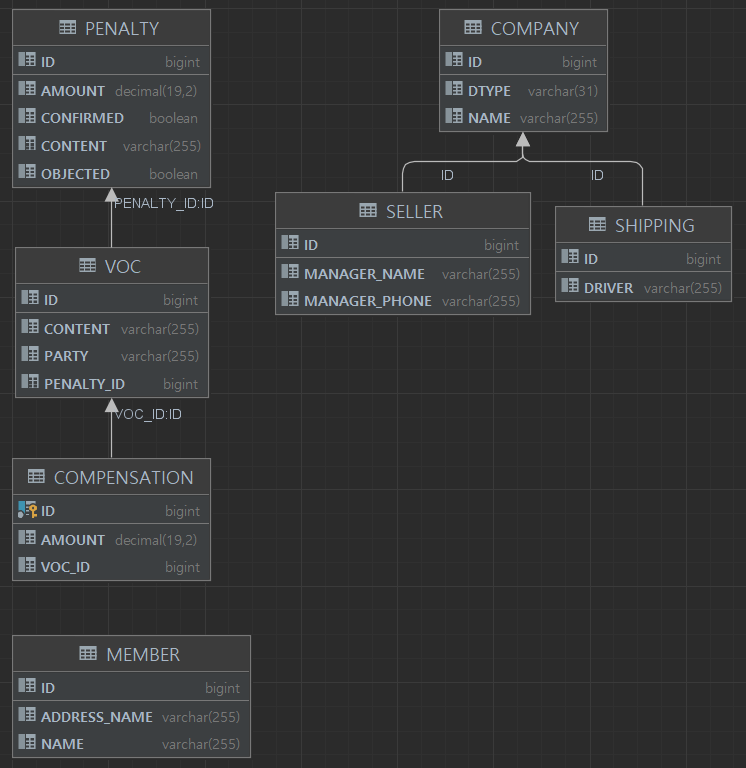 PENALTY
ID bigint
AMOUNT decimal(19,2)
CONFIRMED boolean
CONTENT varchar(255)
OBJECTED boolean
PENALTY_ID:ID
VOC
ID bigint
CONTENT varchar(255)
PARTY varchar(255)
PENALTY_ID bigint
VOC_ID:ID
COMPENSATION
ID bigint
AMOUNT decimal(19,2)
VOC_ID bigint
MEMBER
ID bigint
ADDRESS_NAME varchar(255)
NAME varchar(255)
COMPANY
ID bigint
DTYPE varchar(31)
NAME varchar(255)
ID
ID
SELLER
ID bigint
MANAGER_NAME varchar(255)
MANAGER_PHONE varchar(255)
SHIPPING
ID bigint
DRIVER varchar(255)